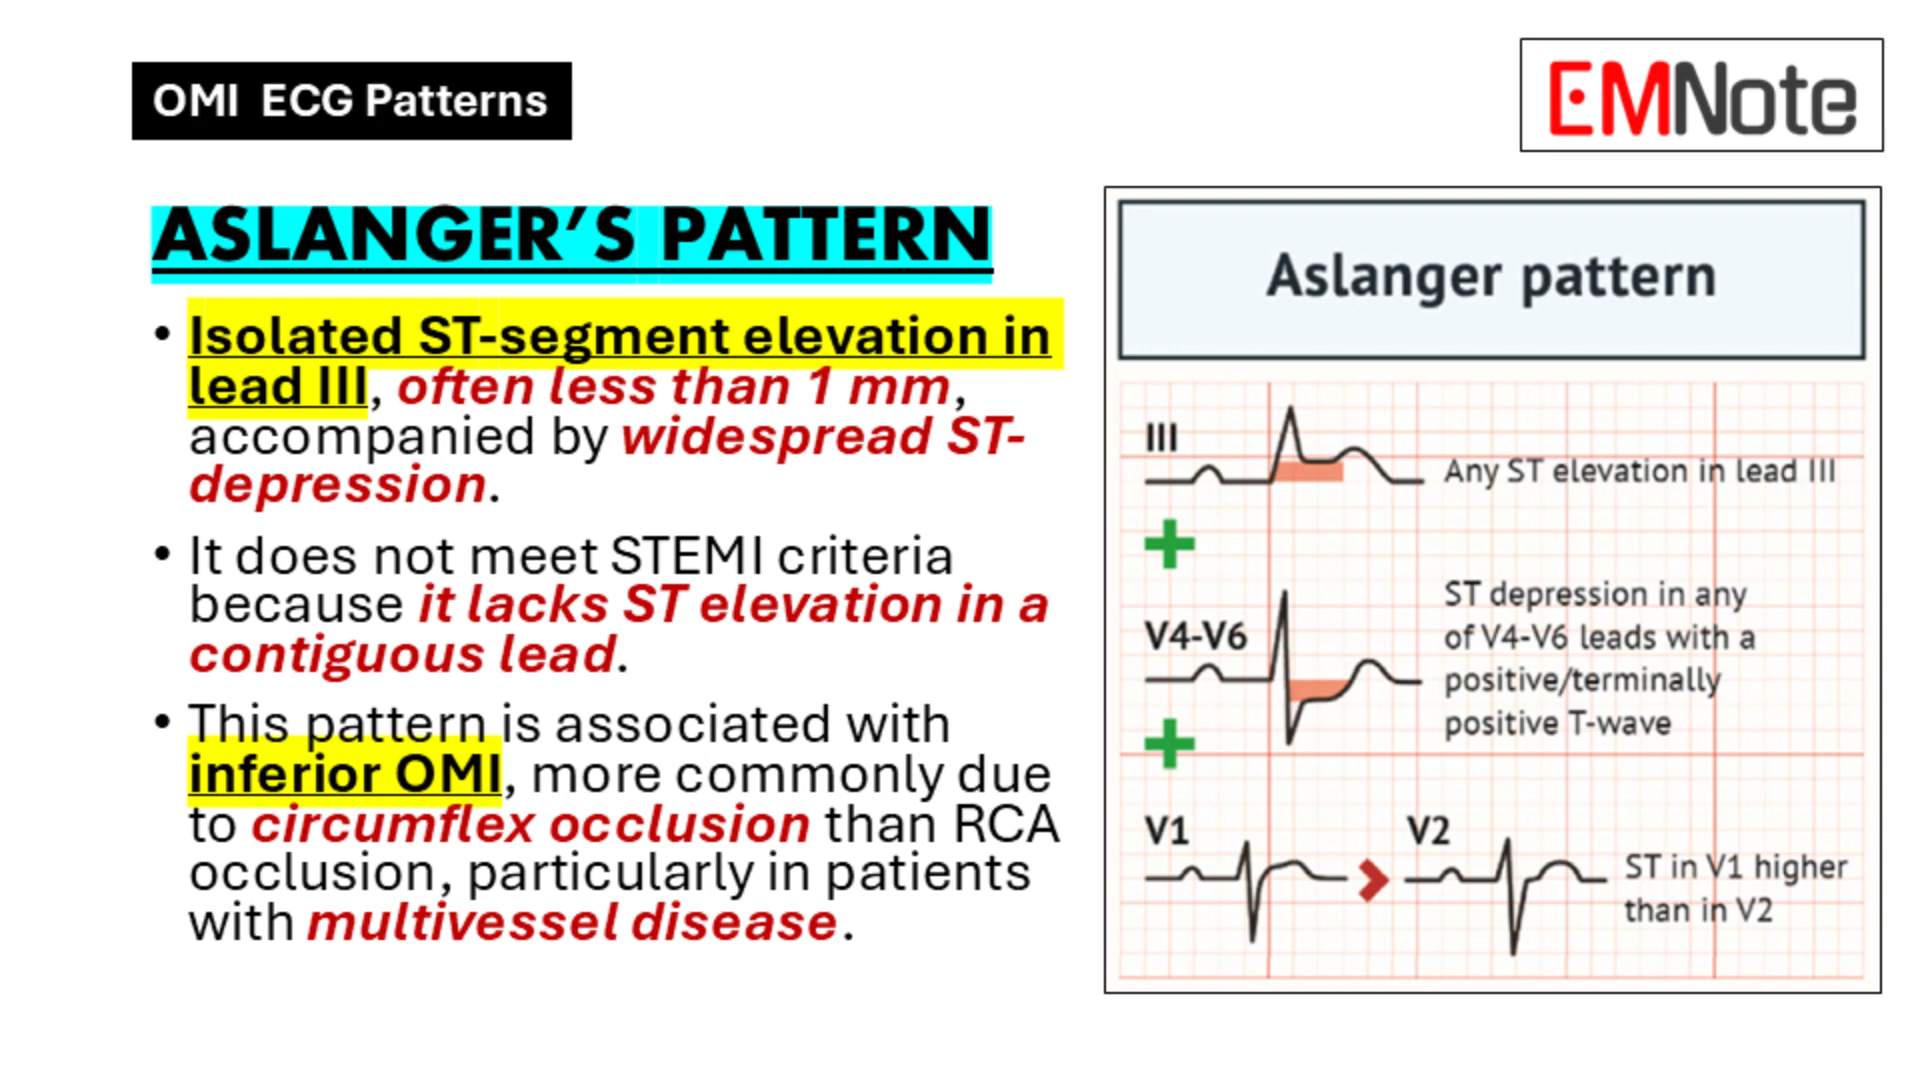 OMI ECG Patterns
EMNote
ASLANGER’S PATTERN
• Isolated ST-segment elevation in
lead III, often less than 1 mm,
accompanied by widespread ST-
depression.
• It does not meet STEMI criteria
because it lacks ST elevation in a
contiguous lead.
• This pattern is associated with
inferior OMI, more commonly due
to circumflex occlusion than RCA
occlusion, particularly in patients
with multivessel disease.
Aslanger pattern
III
Any ST elevation in lead III
V4-V6
ST depression in any
of V4-V6 leads with a
positive/terminally
positive T-wave
V1
V2
ST in V1 higher
than in V2